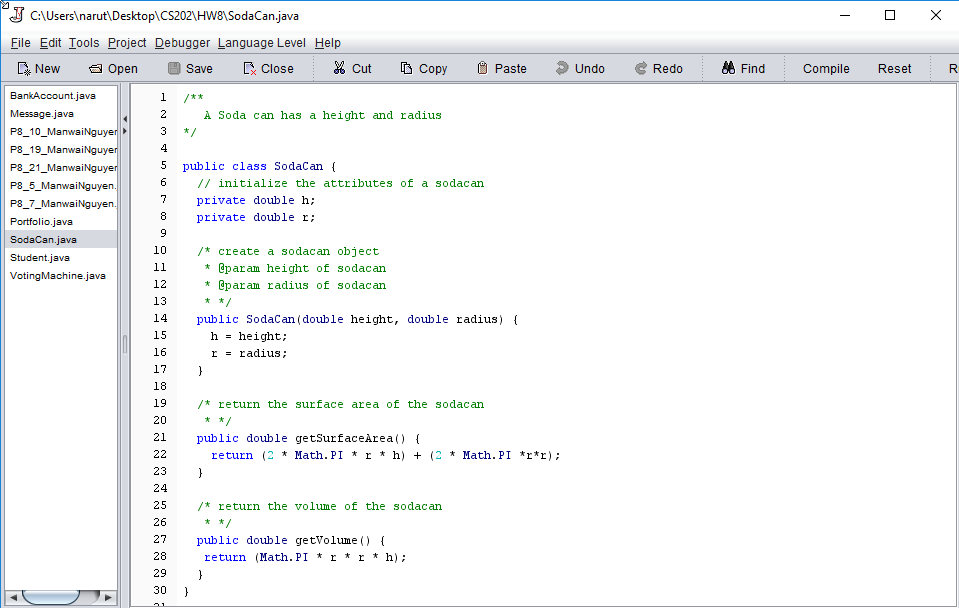 C:\Users\narut\Desktop\CS202\HW8\SodaCan.java
File Edit Tools Project Debugger Language Level Help
New Open Save Close Cut Copy Paste Undo Redo Find Compile Reset R
BankAccount.java
Message.java
P8_10_ManwaiNguyen
P8_19_ManwaiNguyen
P8_21_ManwaiNguyen
P8_5_ManwaiNguyen.
P8_7_ManwaiNguyen.
Portfolio.java
SodaCan.java
Student.java
VotingMachine.java
1 /**
2 A Soda can has a height and radius
3 */
4
5 public class SodaCan {
6 // initialize the attributes of a sodacan
7 private double h;
8 private double r;
9
10 /* create a sodacan object
11 * @param height of sodacan
12 * @param radius of sodacan
13 * */
14 public SodaCan(double height, double radius) {
15 h = height;
16 r = radius;
17 }
18
19 /* return the surface area of the sodacan
20 * */
21 public double getSurfaceArea() {
22 return (2 * Math.PI * r * h) + (2 * Math.PI *r*r);
23 }
24
25 /* return the volume of the sodacan
26 * */
27 public double getVolume() {
28 return (Math.PI * r * r * h);
29 }
30 }